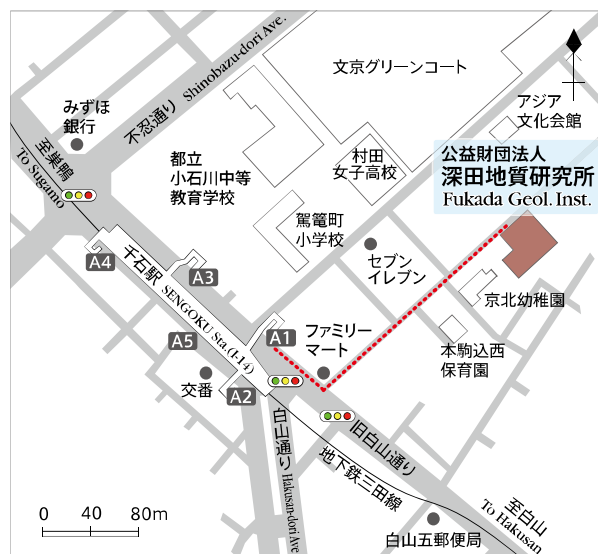 不忍通り Shinobazu-dori Ave.
文京グリーンコート
みずほ
銀行
アジア
文化会館
至巣鴨
To Sugamo
都立
小石川中等
教育学校
村田
女子高校
公益財団法人
深田地質研究所
Fukada Geol. Inst.
駕篭町
小学校
セブン
イレブン
A4
A3
千石駅 SENGOKU Sta.(I-14)
京北幼稚園
A5
A1
ファミリー
マート
本駒込西
保育園
交番
A2
白山通り Hakusan-dori Ave.
旧白山通り
地下鉄三田線
至白山
To Hakusan
白山五郵便局
0 40 80m